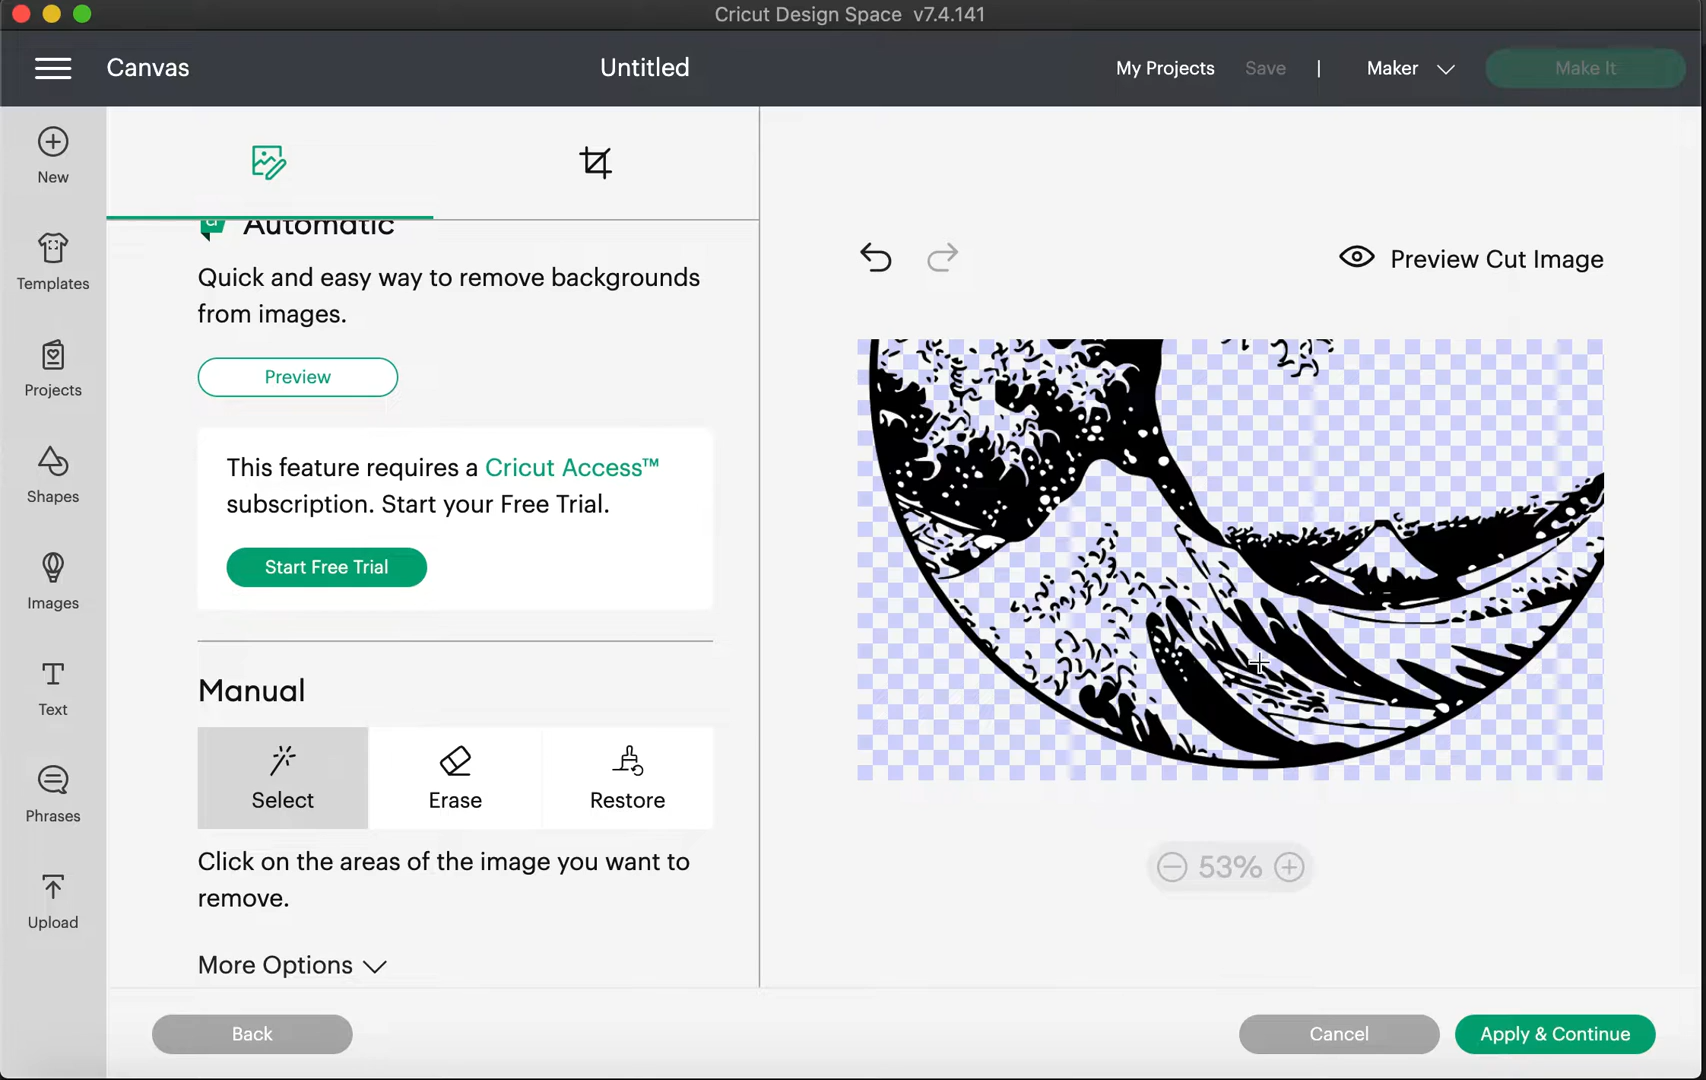 Cricut Design Space v7.4.141
Canvas
Untitled
My Projects
Save
|
Maker
Make It
New
Templates
Projects
Shapes
Images
Text
Phrases
Upload
Automatic
Quick and easy way to remove backgrounds
from images.
Preview
This feature requires a Cricut Access™
subscription. Start your Free Trial.
Start Free Trial
Manual
Select
Erase
Restore
Click on the areas of the image you want to
remove.
More Options
Preview Cut Image
53%
Back
Cancel
Apply & Continue